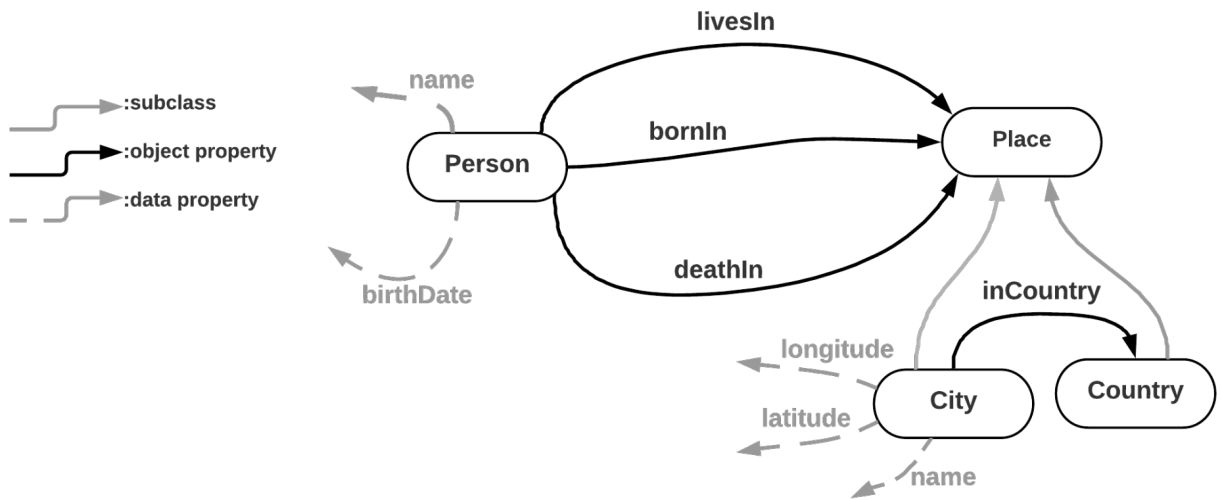 livesIn
name
:subclass
bornIn
Place
:object property
Person
:data property
deathIn
birthDate
inCountry
longitude
Country
City
latitude
name